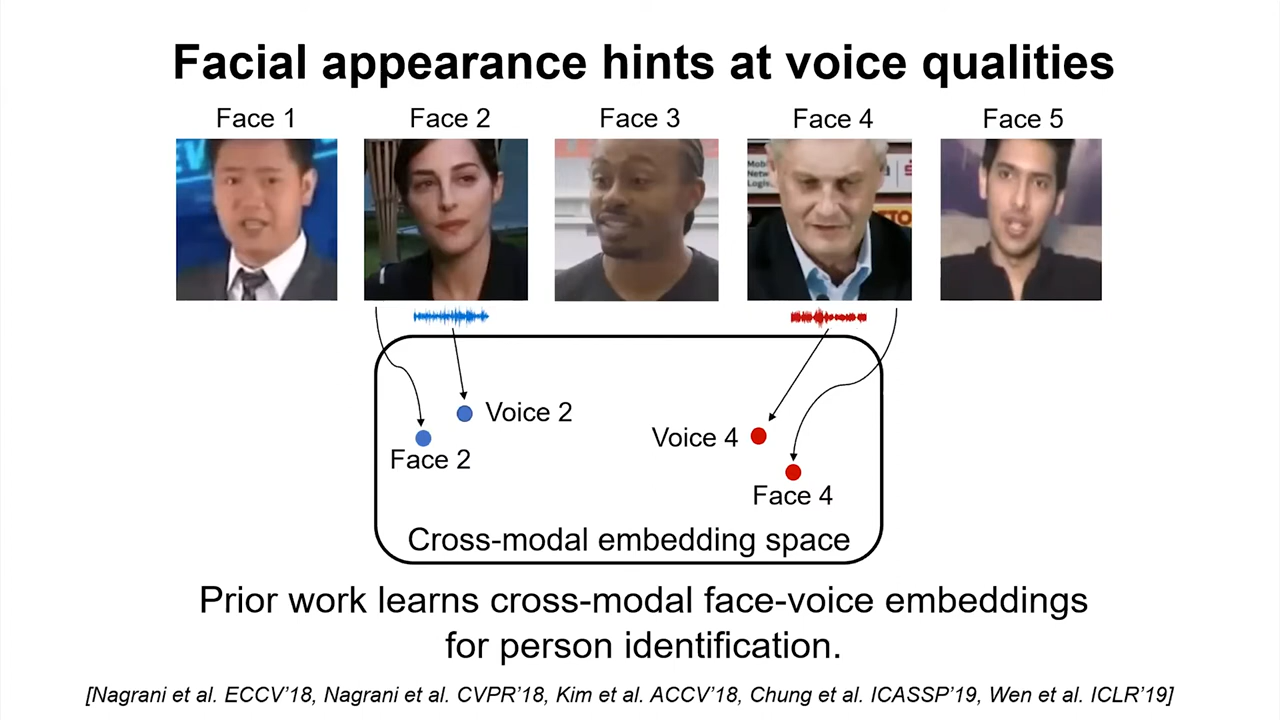 Facial appearance hints at voice qualities
Face 1
Face 2
Face 3
Face 4
Face 5
Mobi
Netw
Logis
Voice 2
Face 2
Voice 4
Face 4
Cross-modal embedding space
Prior work learns cross-modal face-voice embeddings
for person identification.
[Nagrani et al. ECCV'18, Nagrani et al. CVPR'18, Kim et al. ACCV'18, Chung et al. ICASSP'19, Wen et al. ICLR'19]